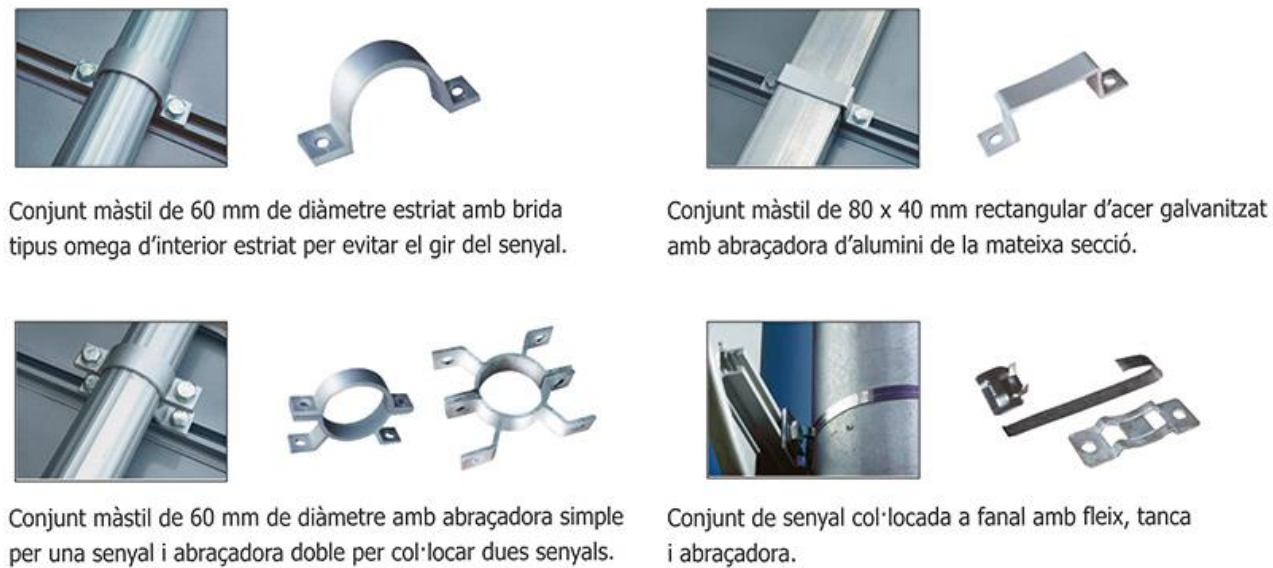 Conjunt màstil de 60 mm de diàmetre estriat amb brida
tipus omega d'interior estriat per evitar el gir del senyal.
Conjunt màstil de 80 x 40 mm rectangular d'acer galvanitzat
amb abraçadora d'alumini de la mateixa secció.
Conjunt màstil de 60 mm de diàmetre amb abraçadora simple
per una senyal i abraçadora doble per col·locar dues senyals.
Conjunt de senyal col·locada a fanal amb fleix, tanca
i abraçadora.